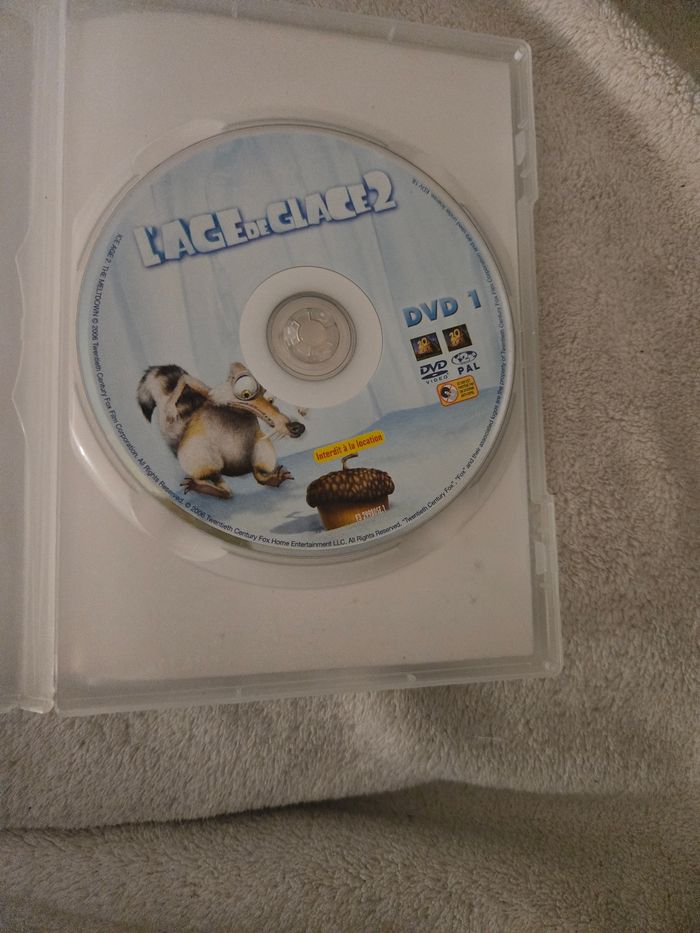 L'AGE DE GLACE 2
DVD 1
DVD
VIDEO
2
PAL
Interdit à la location
ICE AGE 2, THE MELTDOWN © 2006 Twentieth Century Fox Film Corporation. All Rights Reserved. © 2006 Twentieth Century Fox Home Entertainment LLC. All Rights Reserved. "Twentieth Century Fox", "Fox" and their associated logos are the property of Twentieth Century Fox Film Corporation